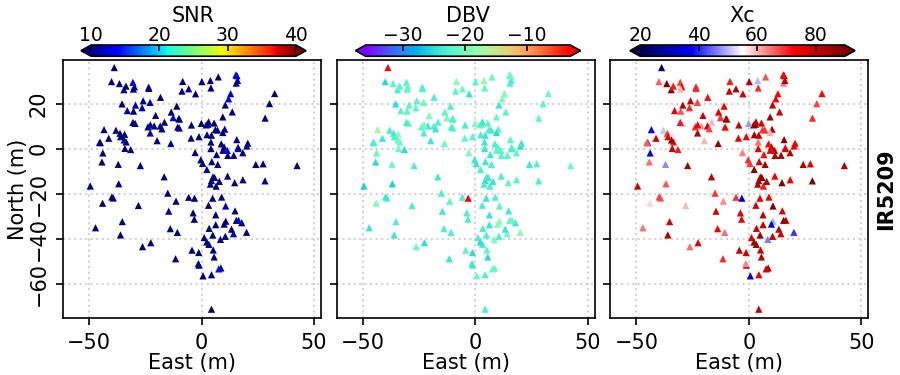 SNR DBV Xc
10 20 30 40 −30 −20 −10 20 40 60 80
North (m)
20
0
−20
−40
−60
IR5209
−50 0 50 −50 0 50 −50 0 50
East (m) East (m) East (m)